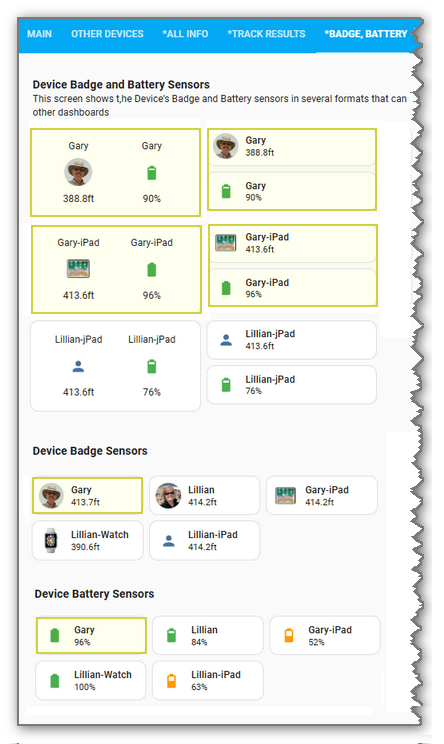 MAIN OTHER DEVICES *ALL INFO *TRACK RESULTS *BADGE, BATTERY
Device Badge and Battery Sensors
This screen shows t,he Device's Badge and Battery sensors in several formats that can
other dashboards
Gary Gary
388.8ft 90%
Gary
388.8ft
Gary
90%
Gary-iPad Gary-iPad
413.6ft 96%
Gary-iPad
413.6ft
Gary-iPad
96%
Lillian-jPad Lillian-jPad
413.6ft 76%
Lillian-jPad
413.6ft
Lillian-jPad
76%
Device Badge Sensors
Gary
413.7ft
Lillian
414.2ft
Gary-iPad
414.2ft
Lillian-Watch
390.6ft
Lillian-iPad
414.2ft
Device Battery Sensors
Gary
96%
Lillian
84%
Gary-iPad
52%
Lillian-Watch
100%
Lillian-iPad
63%